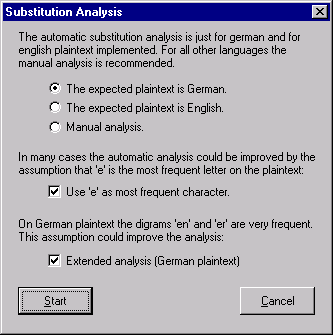 Substitution Analysis
The automatic substitution analysis is just for german and for
english plaintext implemented. For all other languages the
manual analysis is recommended.
The expected plaintext is German.
The expected plaintext is English.
Manual analysis.
In many cases the automatic analysis could be improved by the
assumption that 'e' is the most frequent letter on the plaintext:
Use 'e' as most frequent character.
On German plaintext the digrams 'en' and 'er' are very frequent.
This assumption could improve the analysis:
Extended analysis (German plaintext)
Start Cancel